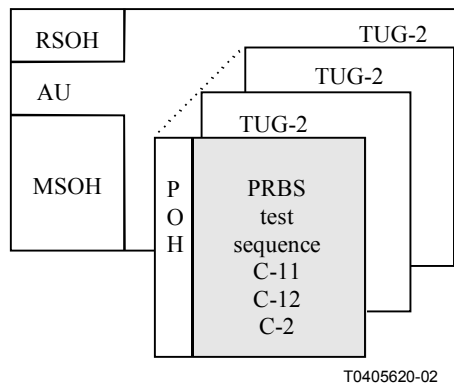 RSOH
AU
MSOH
TUG-2
TUG-2
TUG-2
P
O
H
PRBS
test
sequence
C-11
C-12
C-2
T0405620-02